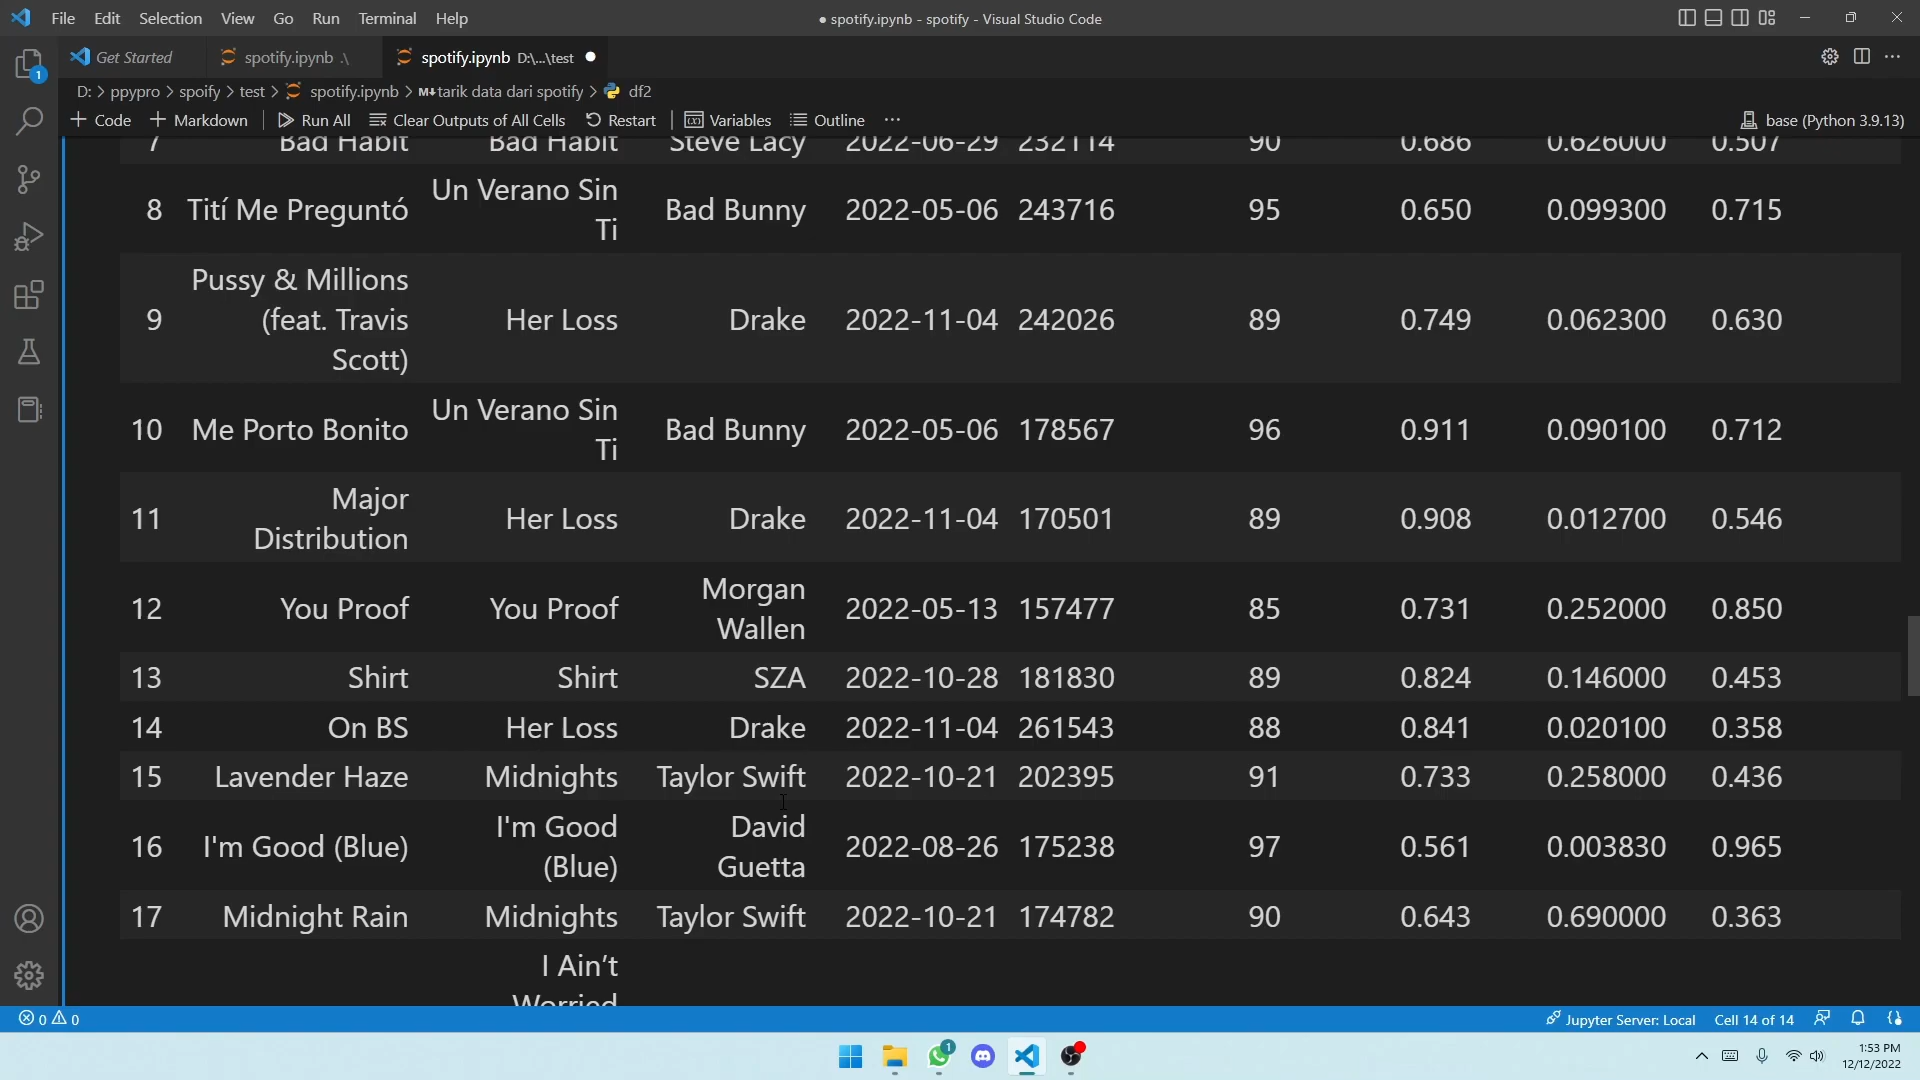 File Edit Selection View Go Run Terminal Help
● spotify.ipynb - spotify - Visual Studio Code
Get Started
spotify.ipynb .\
spotify.ipynb D:\...\test
D: > ppypro > spoify > test > spotify.ipynb > M↓tarik data dari spotify > df2
+ Code + Markdown Run All Clear Outputs of All Cells Restart Variables Outline ...
base (Python 3.9.13)
7 Bad Habit Bad Habit Steve Lacy 2022-06-29 232114 90 0.686 0.626000 0.507
8 Tití Me Preguntó Un Verano Sin Ti Bad Bunny 2022-05-06 243716 95 0.650 0.099300 0.715
9 Pussy & Millions (feat. Travis Scott) Her Loss Drake 2022-11-04 242026 89 0.749 0.062300 0.630
10 Me Porto Bonito Un Verano Sin Ti Bad Bunny 2022-05-06 178567 96 0.911 0.090100 0.712
11 Major Distribution Her Loss Drake 2022-11-04 170501 89 0.908 0.012700 0.546
12 You Proof You Proof Morgan Wallen 2022-05-13 157477 85 0.731 0.252000 0.850
13 Shirt Shirt SZA 2022-10-28 181830 89 0.824 0.146000 0.453
14 On BS Her Loss Drake 2022-11-04 261543 88 0.841 0.020100 0.358
15 Lavender Haze Midnights Taylor Swift 2022-10-21 202395 91 0.733 0.258000 0.436
16 I'm Good (Blue) I'm Good (Blue) David Guetta 2022-08-26 175238 97 0.561 0.003830 0.965
17 Midnight Rain Midnights Taylor Swift 2022-10-21 174782 90 0.643 0.690000 0.363
I Ain’t
Worried
0 0
Jupyter Server: Local Cell 14 of 14
1
1
1:53 PM
12/12/2022